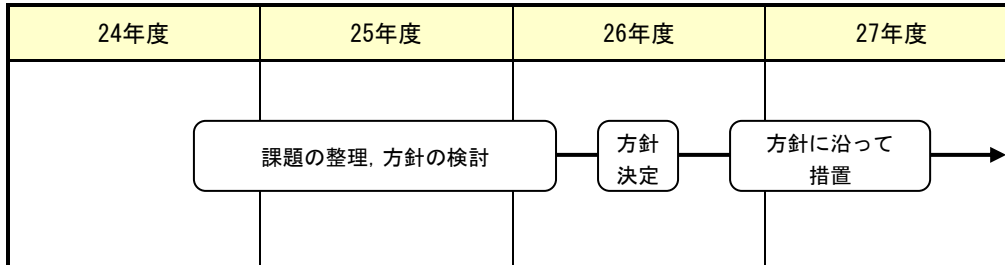 24年度
25年度
26年度
27年度
課題の整理，方針の検討
方針
決定
方針に沿って
措置